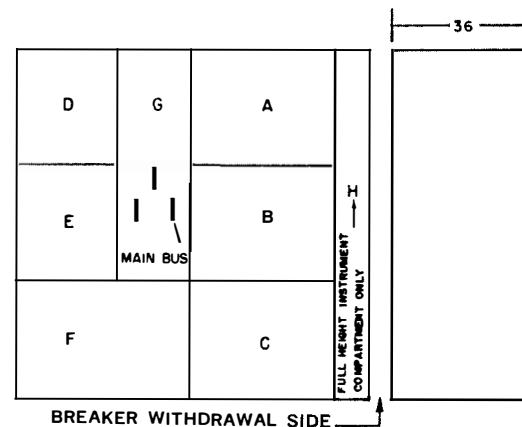 36
D
G
A
E
B
H
MAIN BUS
FULL HEIGHT INSTRUMENT
COMPARTMENT ONLY
F
C
BREAKER WITHDRAWAL SIDE